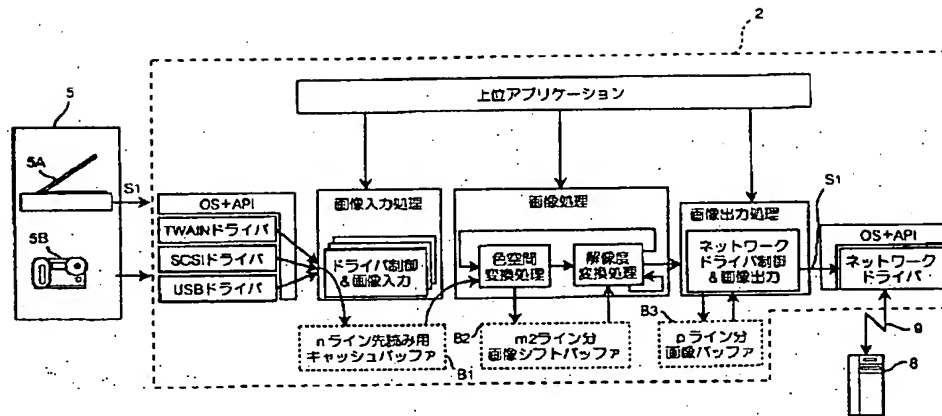 2
上位アプリケーション
5
5A
S1
5B
OS+API
TWAINドライバ
SCSIドライバ
USBドライバ
画像入力処理
ドライバ制御
&画像入力
画像処理
色空間
変換処理
解像度
変換処理
画像出力処理
ネットワーク
ドライバ制御
&画像出力
S1
OS+API
ネットワーク
ドライバ
nライン先読み用
キャッシュバッファ
B1
B2
m2ライン分
画像シフトバッファ
B3
pライン分
画像バッファ
9
8